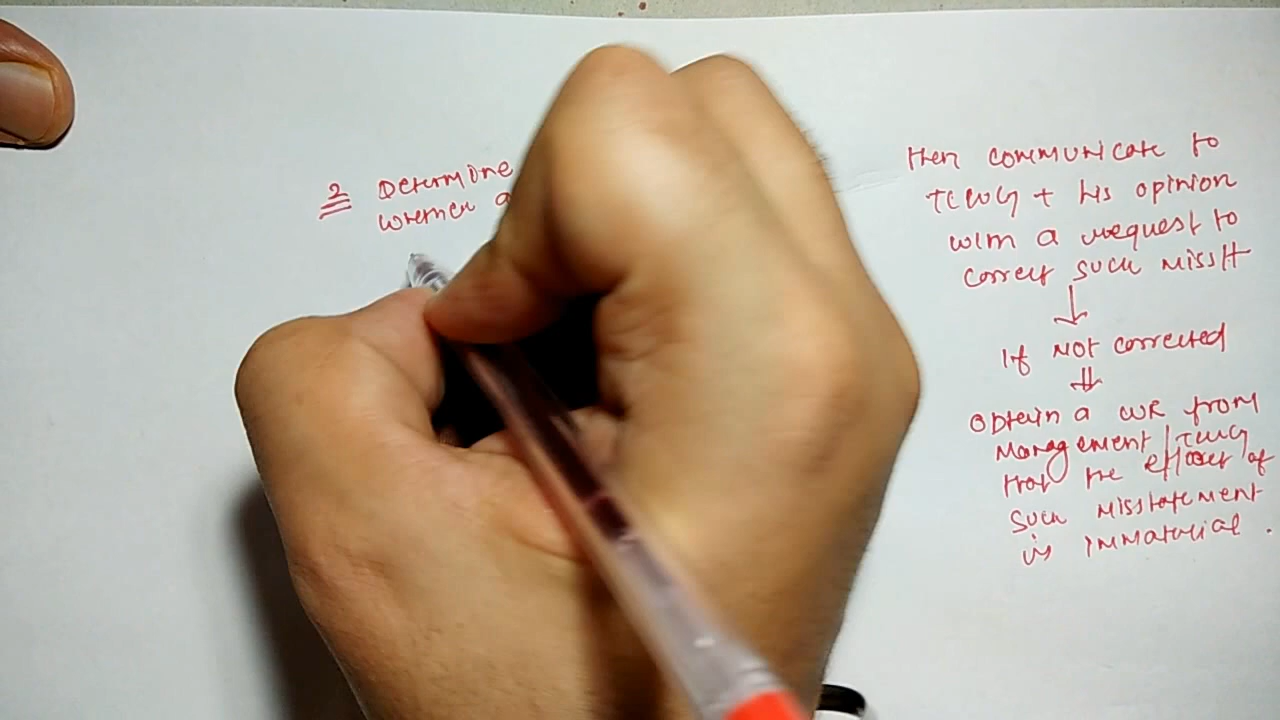 2 Determine
whether a
then communicate to
TCWG + his opinion
with a request to
correct such misstt
↓
If NOT corrected
⇓
Obtain a WR from
Management / TCWG
that the effect of
such misstatement
is immaterial.